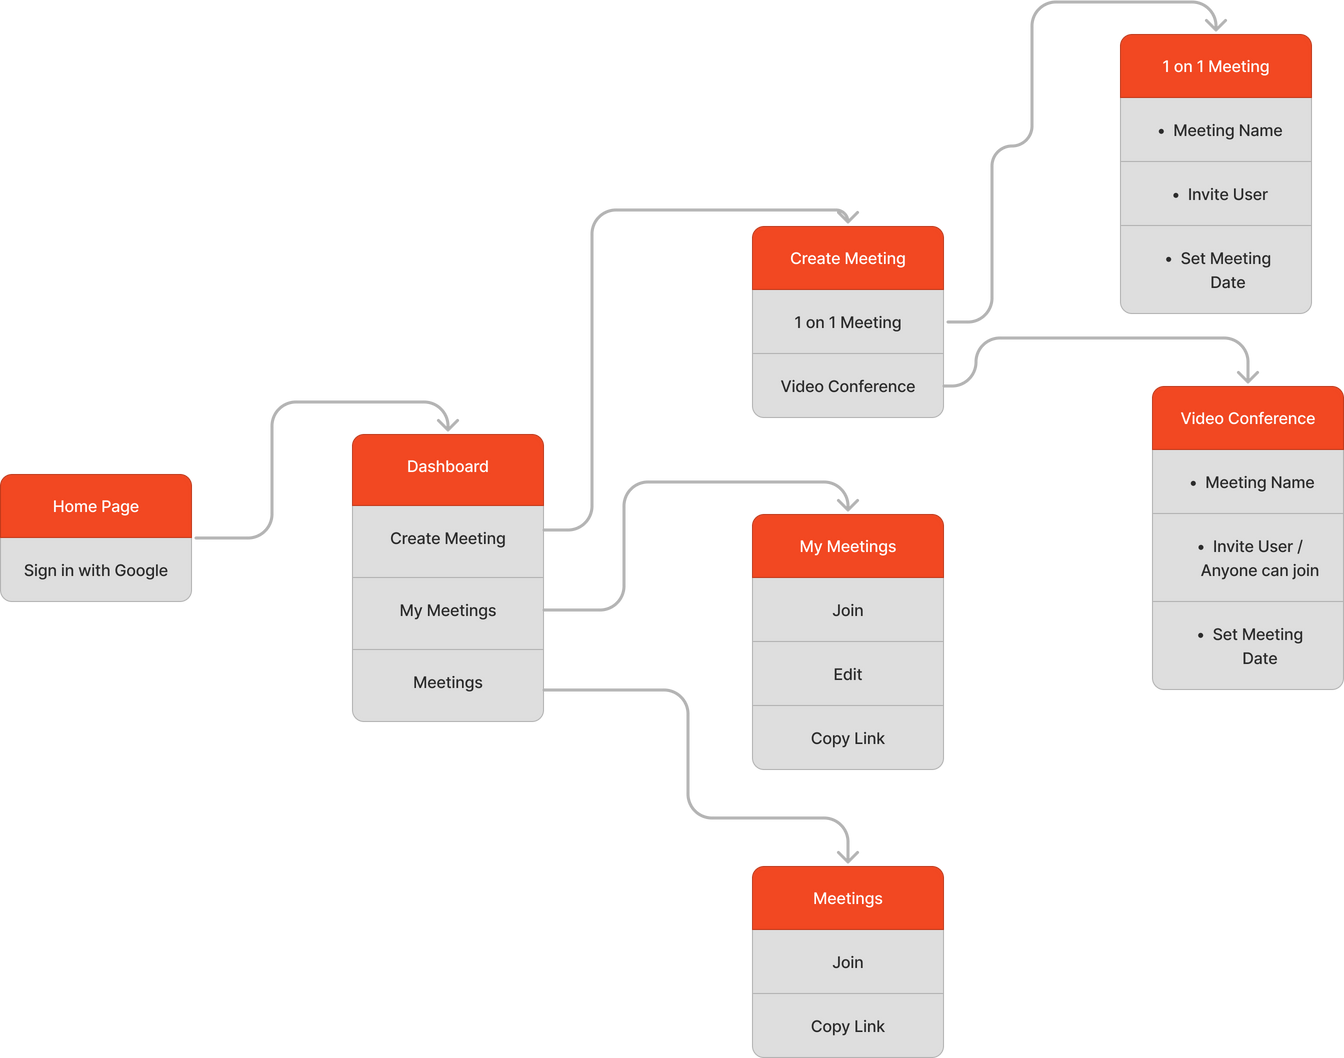 Home Page
Sign in with Google
Dashboard
Create Meeting
My Meetings
Meetings
Create Meeting
1 on 1 Meeting
Video Conference
My Meetings
Join
Edit
Copy Link
Meetings
Join
Copy Link
1 on 1 Meeting
• Meeting Name
• Invite User
• Set Meeting
Date
Video Conference
• Meeting Name
• Invite User /
Anyone can join
• Set Meeting
Date